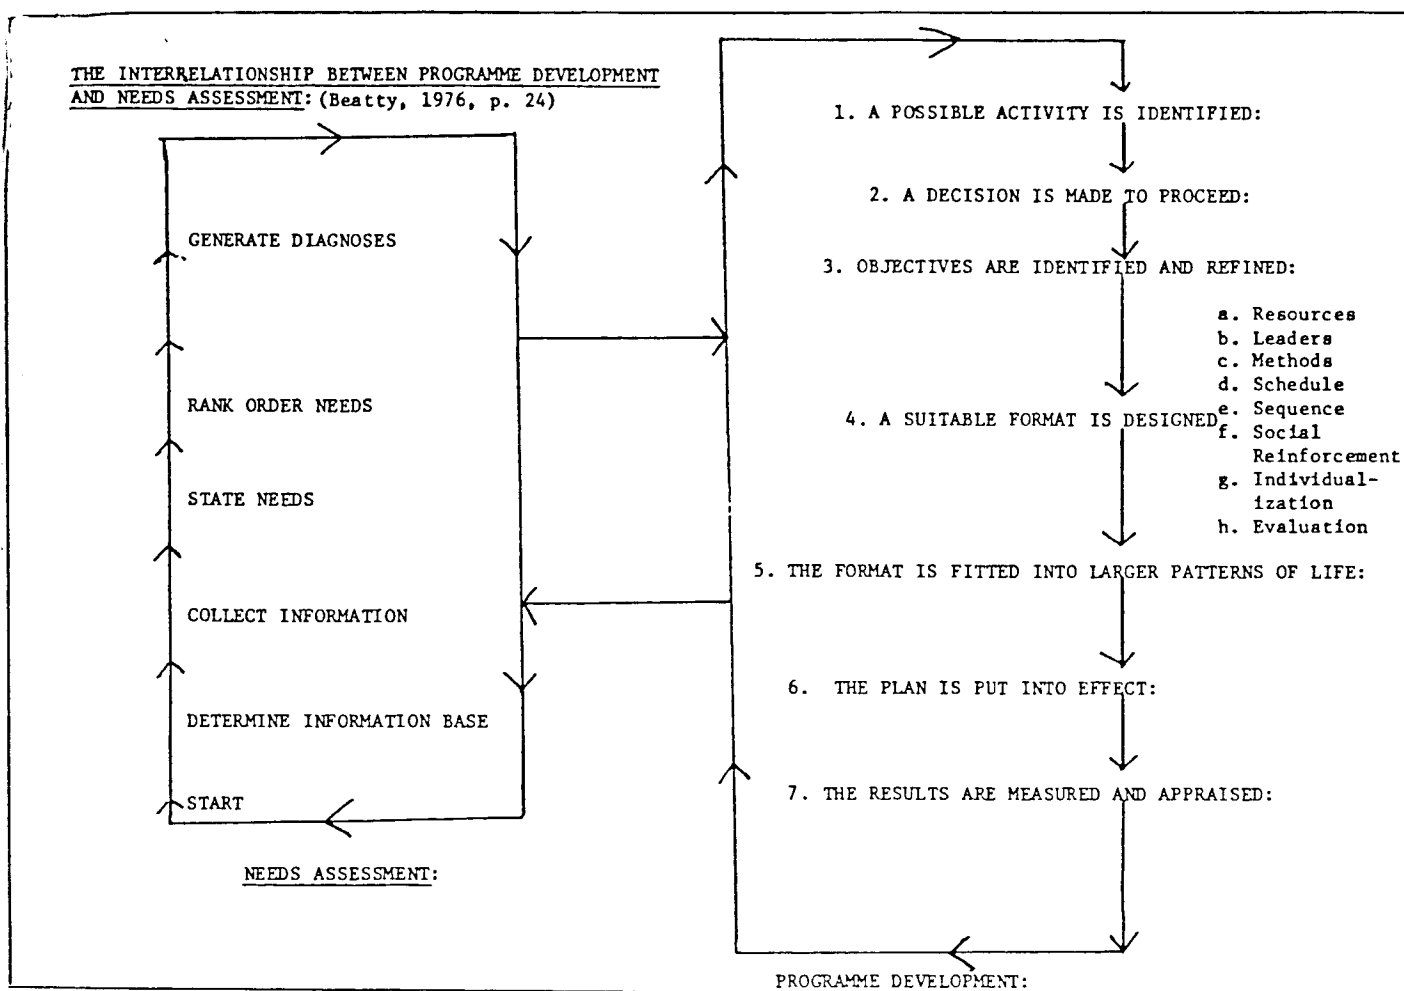 THE INTERRELATIONSHIP BETWEEN PROGRAMME DEVELOPMENT
AND NEEDS ASSESSMENT: (Beatty, 1976, p. 24)
GENERATE DIAGNOSES
RANK ORDER NEEDS
STATE NEEDS
COLLECT INFORMATION
DETERMINE INFORMATION BASE
START
NEEDS ASSESSMENT:
1. A POSSIBLE ACTIVITY IS IDENTIFIED:
2. A DECISION IS MADE TO PROCEED:
3. OBJECTIVES ARE IDENTIFIED AND REFINED:
4. A SUITABLE FORMAT IS DESIGNED
a. Resources
b. Leaders
c. Methods
d. Schedule
e. Sequence
f. Social
Reinforcement
g. Individual-
ization
h. Evaluation
5. THE FORMAT IS FITTED INTO LARGER PATTERNS OF LIFE:
6. THE PLAN IS PUT INTO EFFECT:
7. THE RESULTS ARE MEASURED AND APPRAISED:
PROGRAMME DEVELOPMENT: